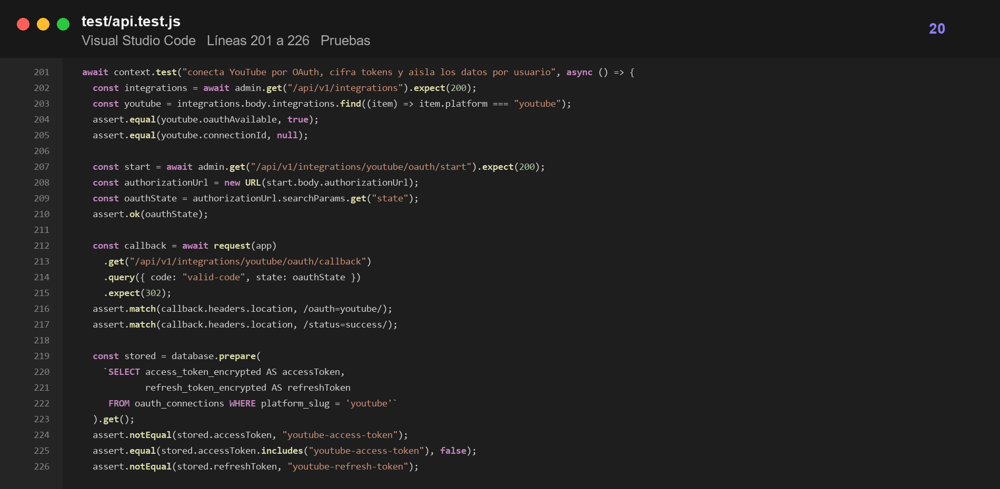 test/api.test.js
Visual Studio Code   Líneas 201 a 226   Pruebas
20
201 await context.test("conecta YouTube por OAuth, cifra tokens y aisla los datos por usuario", async () => {
202   const integrations = await admin.get("/api/v1/integrations").expect(200);
203   const youtube = integrations.body.integrations.find((item) => item.platform === "youtube");
204   assert.equal(youtube.oauthAvailable, true);
205   assert.equal(youtube.connectionId, null);
206
207   const start = await admin.get("/api/v1/integrations/youtube/oauth/start").expect(200);
208   const authorizationUrl = new URL(start.body.authorizationUrl);
209   const oauthState = authorizationUrl.searchParams.get("state");
210   assert.ok(oauthState);
211
212   const callback = await request(app)
213     .get("/api/v1/integrations/youtube/oauth/callback")
214     .query({ code: "valid-code", state: oauthState })
215     .expect(302);
216   assert.match(callback.headers.location, /oauth=youtube/);
217   assert.match(callback.headers.location, /status=success/);
218
219   const stored = database.prepare(
220     `SELECT access_token_encrypted AS accessToken,
221             refresh_token_encrypted AS refreshToken
222      FROM oauth_connections WHERE platform_slug = 'youtube'`
223   ).get();
224   assert.notEqual(stored.accessToken, "youtube-access-token");
225   assert.equal(stored.accessToken.includes("youtube-access-token"), false);
226   assert.notEqual(stored.refreshToken, "youtube-refresh-token");